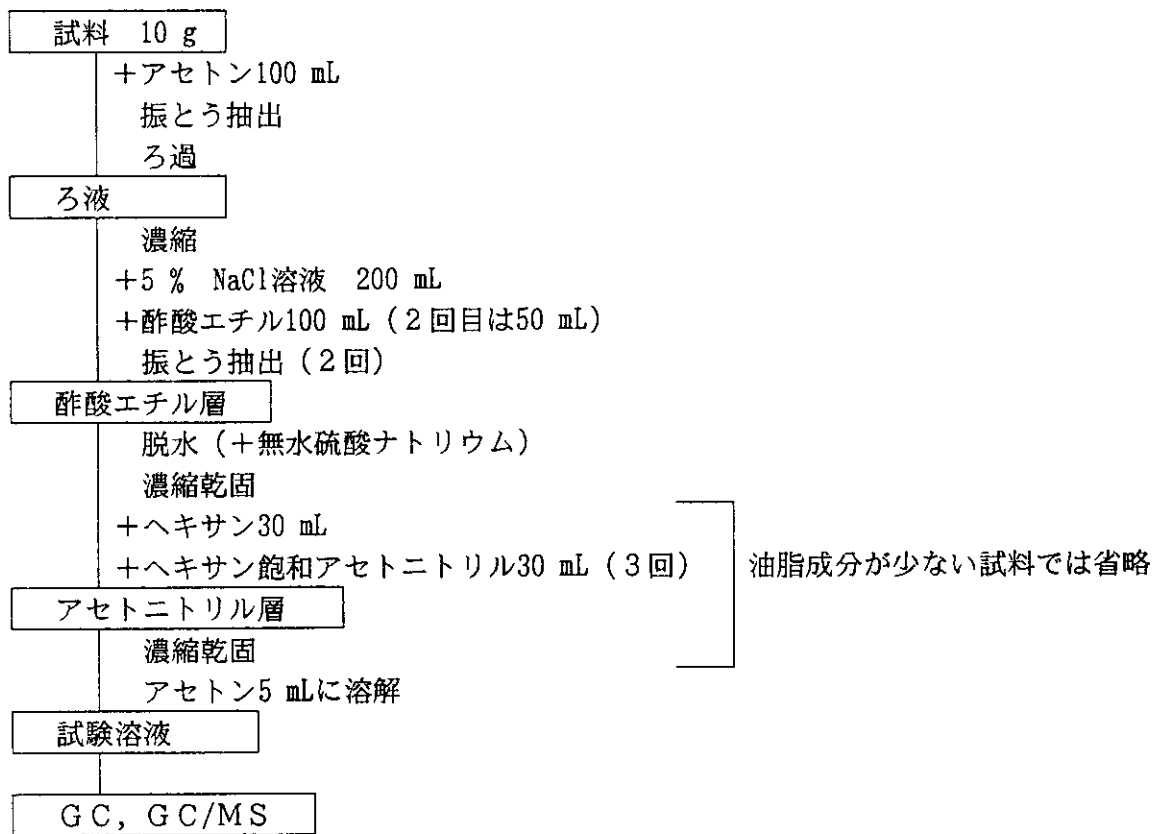 試料 10 g
+アセトン100 mL
振とう抽出
ろ過
ろ液
濃縮
+5 % NaCl溶液 200 mL
+酢酸エチル100 mL(2回目は50 mL)
振とう抽出(2回)
酢酸エチル層
脱水(+無水硫酸ナトリウム)
濃縮乾固
+ヘキサン30 mL
+ヘキサン飽和アセトニトリル30 mL(3回)
油脂成分が少ない試料では省略
アセトニトリル層
濃縮乾固
アセトン5 mLに溶解
試験溶液
GC, GC/MS